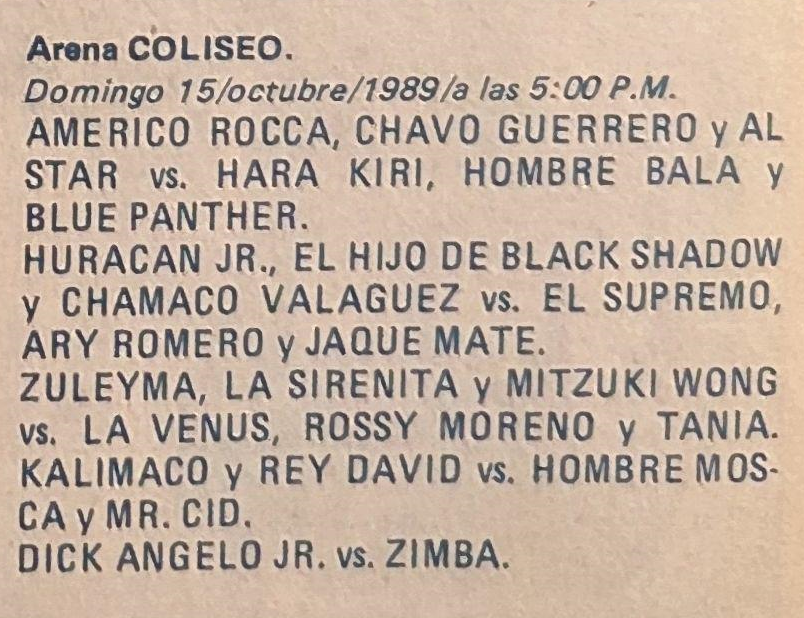 Arena COLISEO.
Domingo 15/octubre/1989/a las 5:00 P.M.
AMERICO ROCCA, CHAVO GUERRERO y AL
STAR vs. HARA KIRI, HOMBRE BALA y
BLUE PANTHER.
HURACAN JR., EL HIJO DE BLACK SHADOW
y CHAMACO VALAGUEZ vs. EL SUPREMO,
ARY ROMERO y JAQUE MATE.
ZULEYMA, LA SIRENITA y MITZUKI WONG
vs. LA VENUS, ROSSY MORENO y TANIA.
KALIMACO y REY DAVID vs. HOMBRE MOS-
CA y MR. CID.
DICK ANGELO JR. vs. ZIMBA.